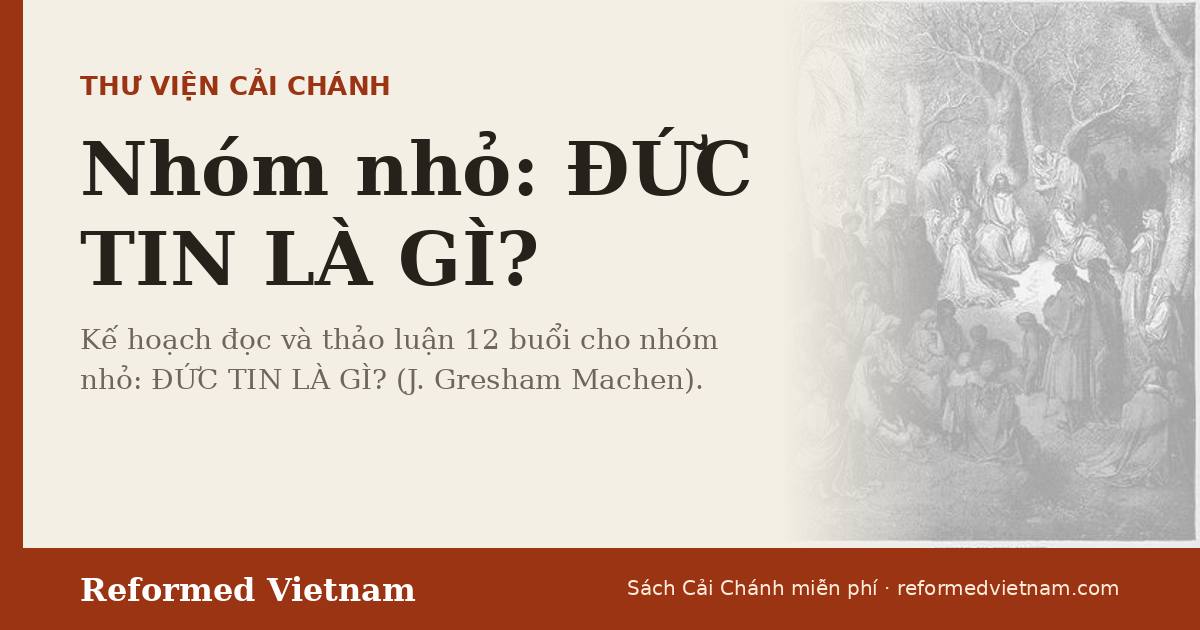 THƯ VIỆN CẢI CHÁNH
Nhóm nhỏ: ĐỨC
TIN LÀ GÌ?
Kế hoạch đọc và thảo luận 12 buổi cho nhóm
nhỏ: ĐỨC TIN LÀ GÌ? (J. Gresham Machen).
Reformed Vietnam
Sách Cải Chánh miễn phí · reformedvietnam.com